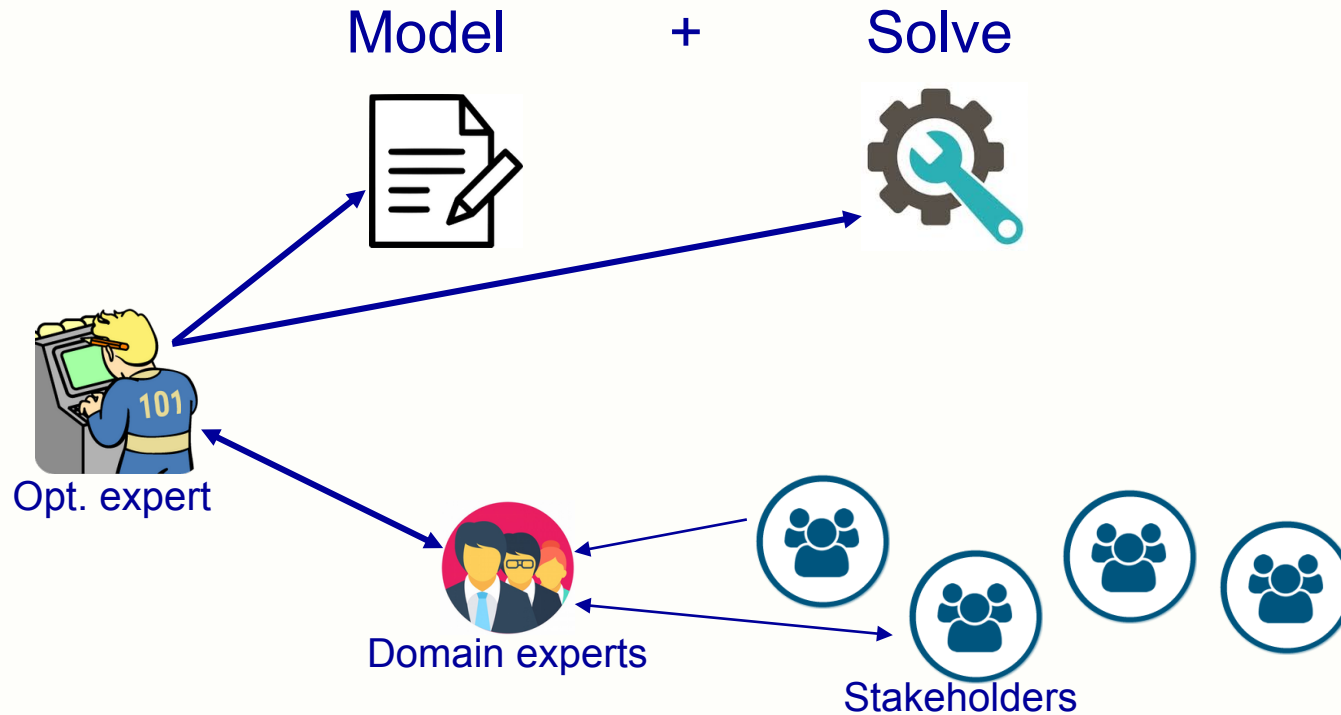 Model + Solve
101
Opt. expert
Domain experts
Stakeholders